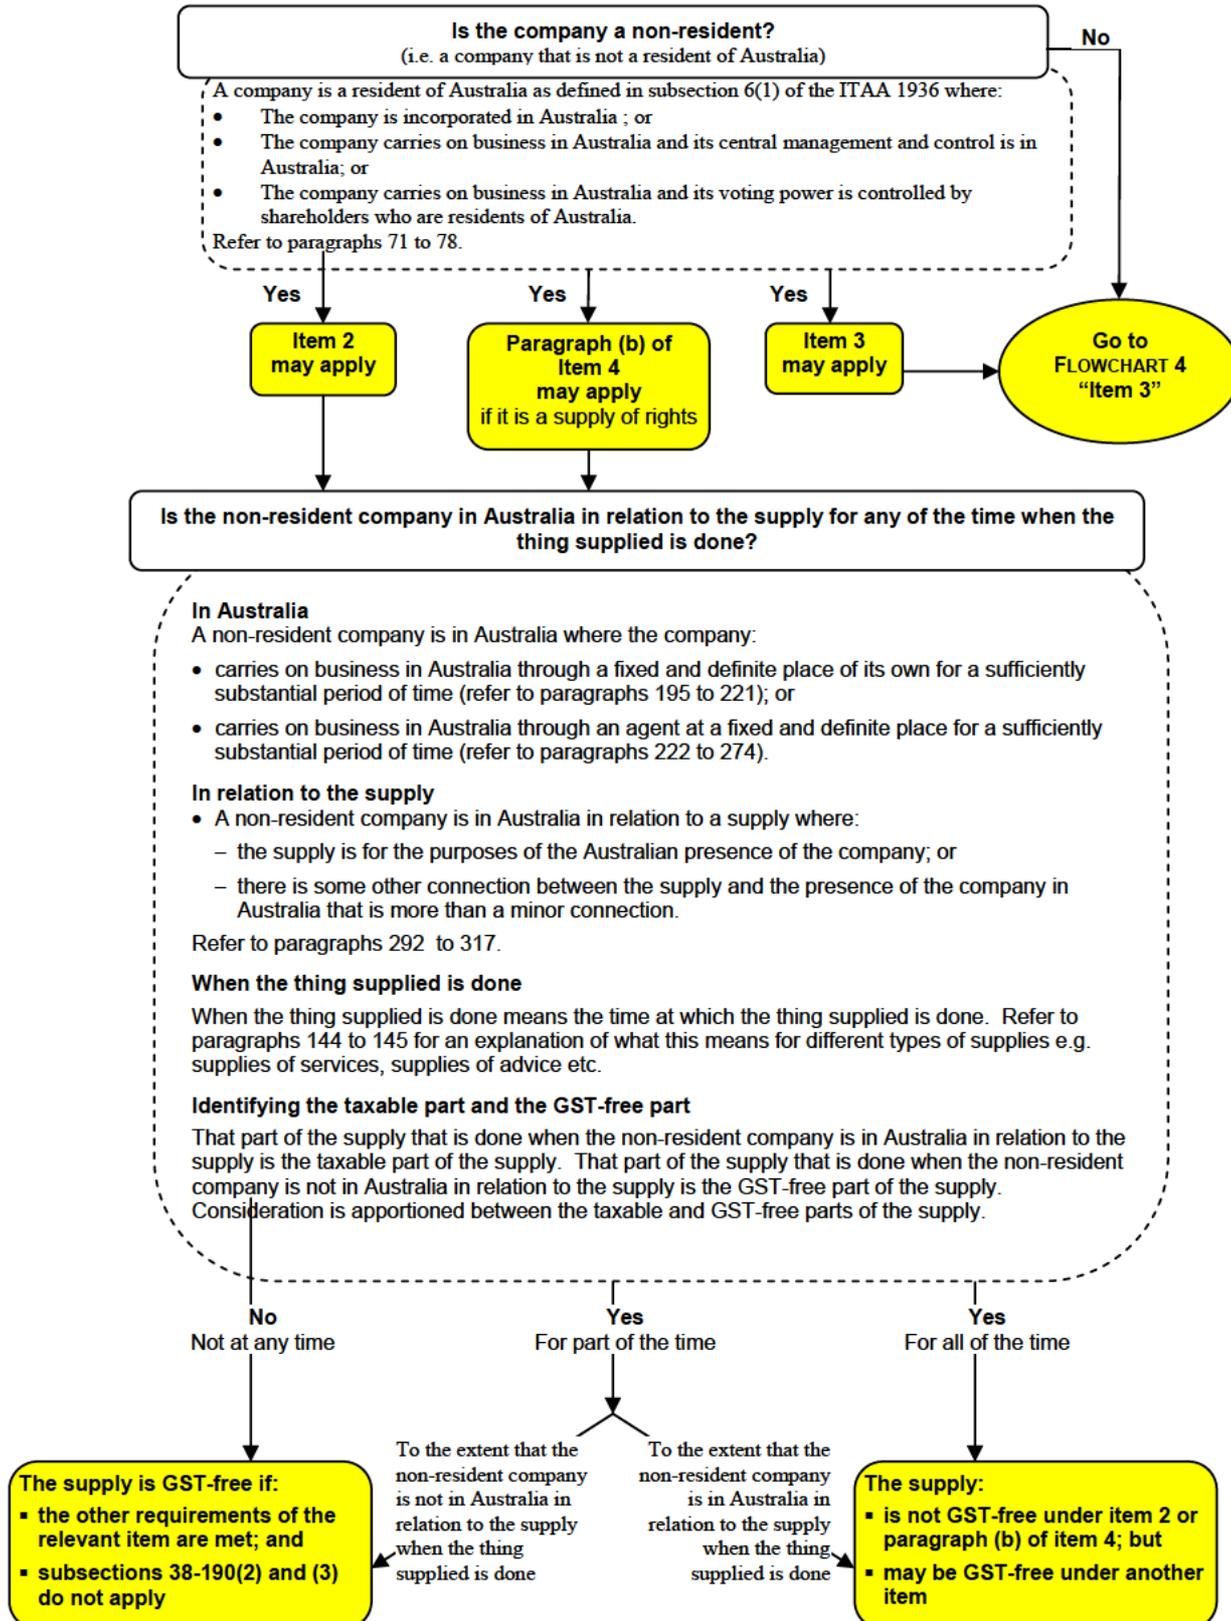 Is the company a non-resident?
(i.e. a company that is not a resident of Australia)
No
A company is a resident of Australia as defined in subsection 6(1) of the ITAA 1936 where:
• The company is incorporated in Australia ; or
• The company carries on business in Australia and its central management and control is in
Australia; or
• The company carries on business in Australia and its voting power is controlled by
shareholders who are residents of Australia.
Refer to paragraphs 71 to 78.
Yes
Yes
Yes
Item 2
may apply
Paragraph (b) of
Item 4
may apply
if it is a supply of rights
Item 3
may apply
Go to
FLOWCHART 4
“Item 3”
Is the non-resident company in Australia in relation to the supply for any of the time when the
thing supplied is done?
In Australia
A non-resident company is in Australia where the company:
• carries on business in Australia through a fixed and definite place of its own for a sufficiently
substantial period of time (refer to paragraphs 195 to 221); or
• carries on business in Australia through an agent at a fixed and definite place for a sufficiently
substantial period of time (refer to paragraphs 222 to 274).
In relation to the supply
• A non-resident company is in Australia in relation to a supply where:
– the supply is for the purposes of the Australian presence of the company; or
– there is some other connection between the supply and the presence of the company in
Australia that is more than a minor connection.
Refer to paragraphs 292 to 317.
When the thing supplied is done
When the thing supplied is done means the time at which the thing supplied is done. Refer to
paragraphs 144 to 145 for an explanation of what this means for different types of supplies e.g.
supplies of services, supplies of advice etc.
Identifying the taxable part and the GST-free part
That part of the supply that is done when the non-resident company is in Australia in relation to the
supply is the taxable part of the supply. That part of the supply that is done when the non-resident
company is not in Australia in relation to the supply is the GST-free part of the supply.
Consideration is apportioned between the taxable and GST-free parts of the supply.
No
Not at any time
Yes
For part of the time
Yes
For all of the time
To the extent that the
non-resident company
is not in Australia in
relation to the supply
when the thing
supplied is done
To the extent that the
non-resident company
is in Australia in
relation to the supply
when the thing
supplied is done
The supply is GST-free if:
▪ the other requirements of the
relevant item are met; and
▪ subsections 38-190(2) and (3)
do not apply
The supply:
▪ is not GST-free under item 2 or
paragraph (b) of item 4; but
▪ may be GST-free under another
item